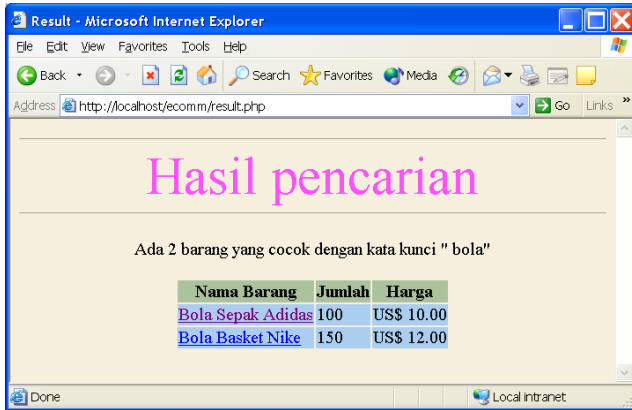 Result - Microsoft Internet Explorer
File Edit View Favorites Tools Help
Back Search Favorites Media
Address http://localhost/ecomm/result.php Go Links »
Hasil pencarian
Ada 2 barang yang cocok dengan kata kunci " bola"
Nama Barang Jumlah Harga
Bola Sepak Adidas 100 US$ 10.00
Bola Basket Nike 150 US$ 12.00
Done Local intranet